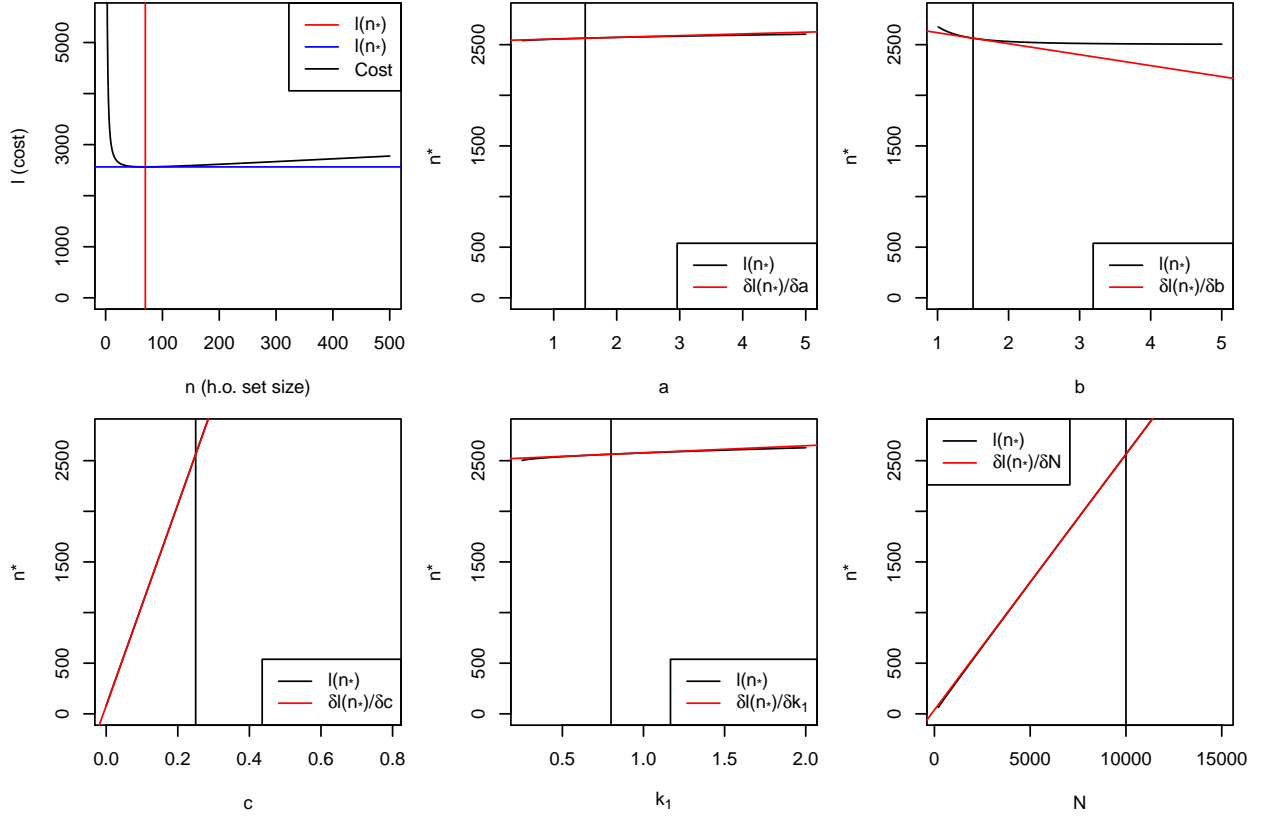 l (cost)
0
1000
3000
5000
l(n*)
l(n*)
Cost
0
100
200
300
400
500
n (h.o. set size)
n*
0
500
1500
2500
l(n*)
δl(n*)/δa
1
2
3
4
5
a
n*
0
500
1500
2500
l(n*)
δl(n*)/δb
1
2
3
4
5
b
n*
0
500
1500
2500
l(n*)
δl(n*)/δc
0.0
0.2
0.4
0.6
0.8
c
n*
0
500
1500
2500
l(n*)
δl(n*)/δk₁
0.5
1.0
1.5
2.0
k₁
n*
0
500
1500
2500
l(n*)
δl(n*)/δN
0
5000
10000
15000
N